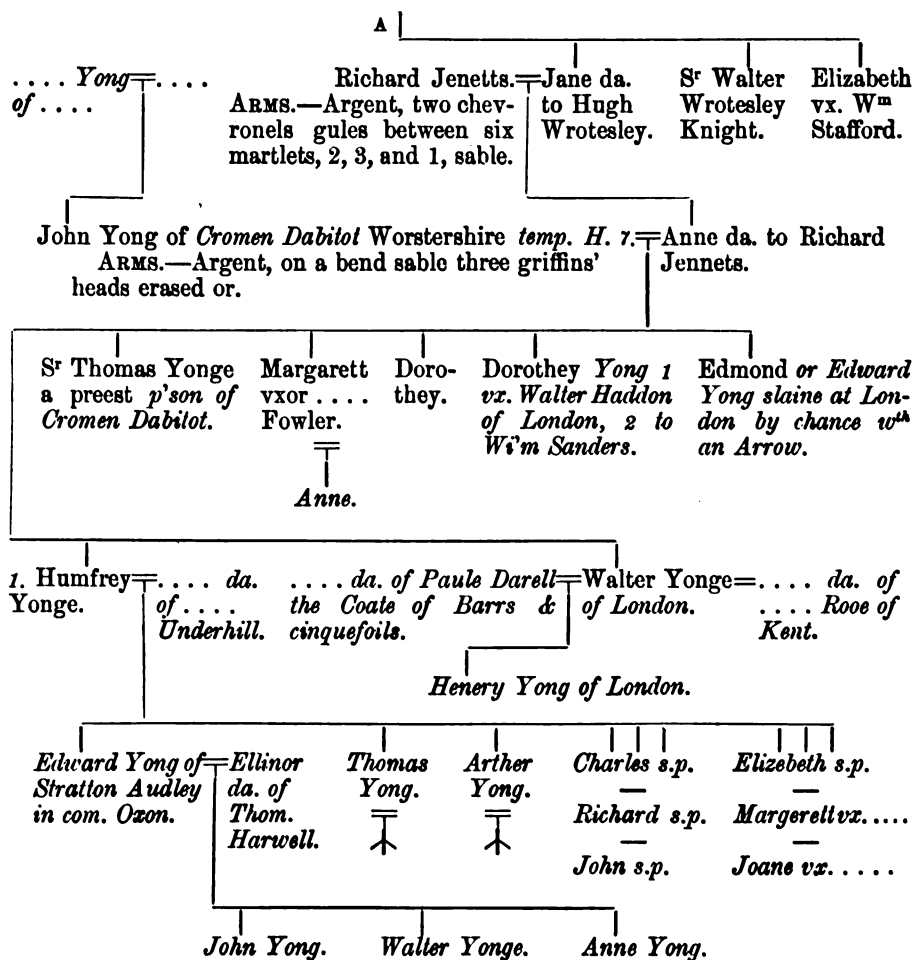 A
.... Yong
of ....
....
Richard Jenetts.
ARMS.—Argent, two chev-
ronels gules between six
martlets, 2, 3, and 1, sable.
Jane da.
to Hugh
Wrotesley.
Sr Walter
Wrotesley
Knight.
Elizabeth
vx. Wm
Stafford.
John Yong of Cromen Dabitot Worstershire temp. H. 7.
ARMS.—Argent, on a bend sable three griffins'
heads erased or.
Anne da. to Richard
Jennets.
Sr Thomas Yonge
a preest p'son of
Cromen Dabitot.
Margarett
vxor ....
Fowler.
Anne.
Doro-
they.
Dorothey Yong 1
vx. Walter Haddon
of London, 2 to
Wi'm Sanders.
Edmond or Edward
Yong slaine at Lon-
don by chance wth
an Arrow.
1. Humfrey
Yonge.
.... da.
of ....
Underhill.
.... da. of Paule Darell
the Coate of Barrs &
cinquefoils.
Walter Yonge
of London.
.... da. of
.... Rooe of
Kent.
Henery Yong of London.
Edward Yong of
Stratton Audley
in com. Oxon.
Ellinor
da. of
Thom.
Harwell.
Thomas
Yong.
Arther
Yong.
Charles s.p.
Richard s.p.
John s.p.
Elizebeth s.p.
Margerett vx.....
Joane vx.....
John Yong.
Walter Yonge.
Anne Yong.